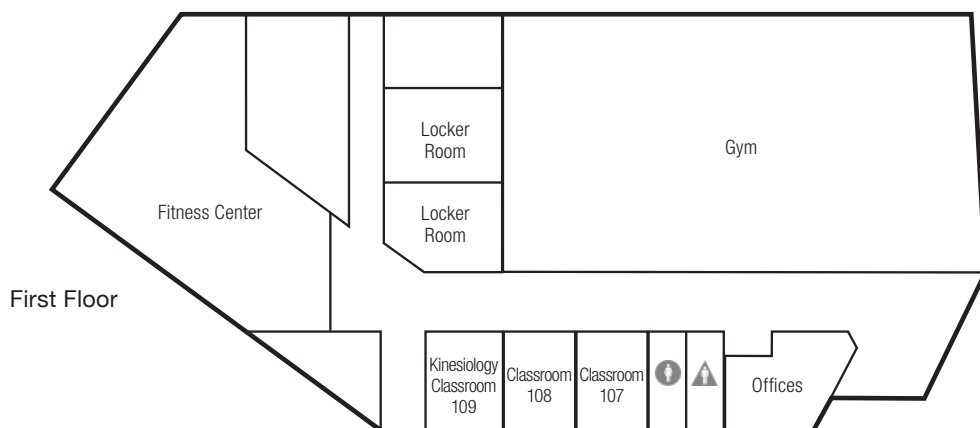 Locker
Room
Gym
Locker
Room
Fitness Center
First Floor
Kinesiology
Classroom
109
Classroom
108
Classroom
107
Offices